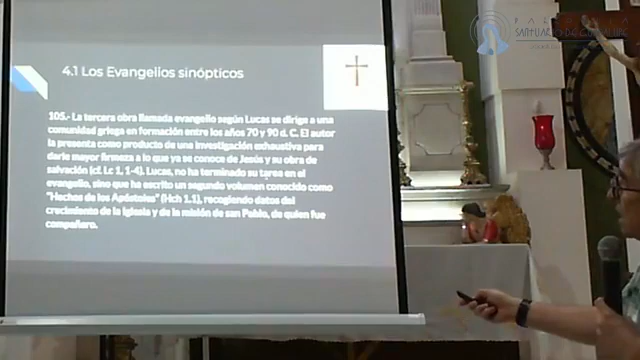 4.1 Los Evangelios sinópticos
105.- La tercera obra llamada evangelio según Lucas se dirige a una
comunidad griega en formación entre los años 70 y 90 d. C. El autor
la presenta como producto de una investigación exhaustiva para
darle mayor firmeza a lo que ya se conoce de Jesús y su obra de
salvación (cf. Lc 1, 1-4). Lucas, no ha terminado su tarea en el
evangelio, sino que ha escrito un segundo volumen conocido como
"Hechos de los Apóstoles" (Hch 1.1), recogiendo datos del
crecimiento de la Iglesia y de la misión de san Pablo, de quien fue
compañero.
PARROQUIA
SANTUARIO DE